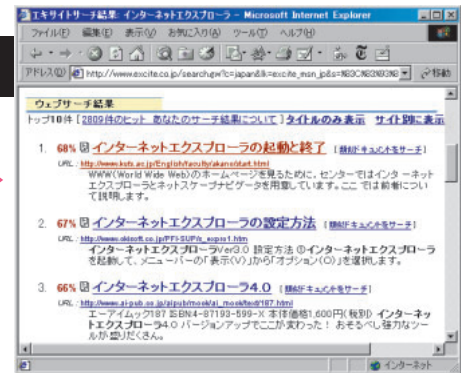 エキサイトサーチ結果: インターネットエクスプローラ - Microsoft Internet Explorer
ファイル(F) 編集(E) 表示(V) お気に入り(A) ツール(T) ヘルプ(H)
アドレス(D) http://www.excite.co.jp/search.gw?c=japan&lk=excite_msn_jp&s= 移動
ウェブサーチ結果
トップ10件 [2809件のヒット あなたのサーチ結果について] タイトルのみ表示 サイト別に表示
1. 68% インターネットエクスプローラの起動と終了 [類似ドキュメントをサーチ]
URL:
WWW(World Wide Web)のホームページを見るために、センターではインターネット
エクスプローラとネットスケープナビゲータを用意しています。ここ では前者につい
て説明します。
2. 67% インターネットエクスプローラの設定方法 [類似ドキュメントをサーチ]
URL:
インターネットエクスプローラVer3.0 設定方法 ①インターネットエクスプローラ
を起動して、メニューバーの「表示(V)」から「オプション(O)」を選択します。
3. 66% インターネットエクスプローラ4.0 [類似ドキュメントをサーチ]
URL:
エーアイムック187 ISBN4-87193-599-X 本体価格1,600円(税別) インターネッ
トエクスプローラ4.0 バージョンアップでここが変わった! おそるべし強力なツー
ルが盛りだくさん。
インターネット